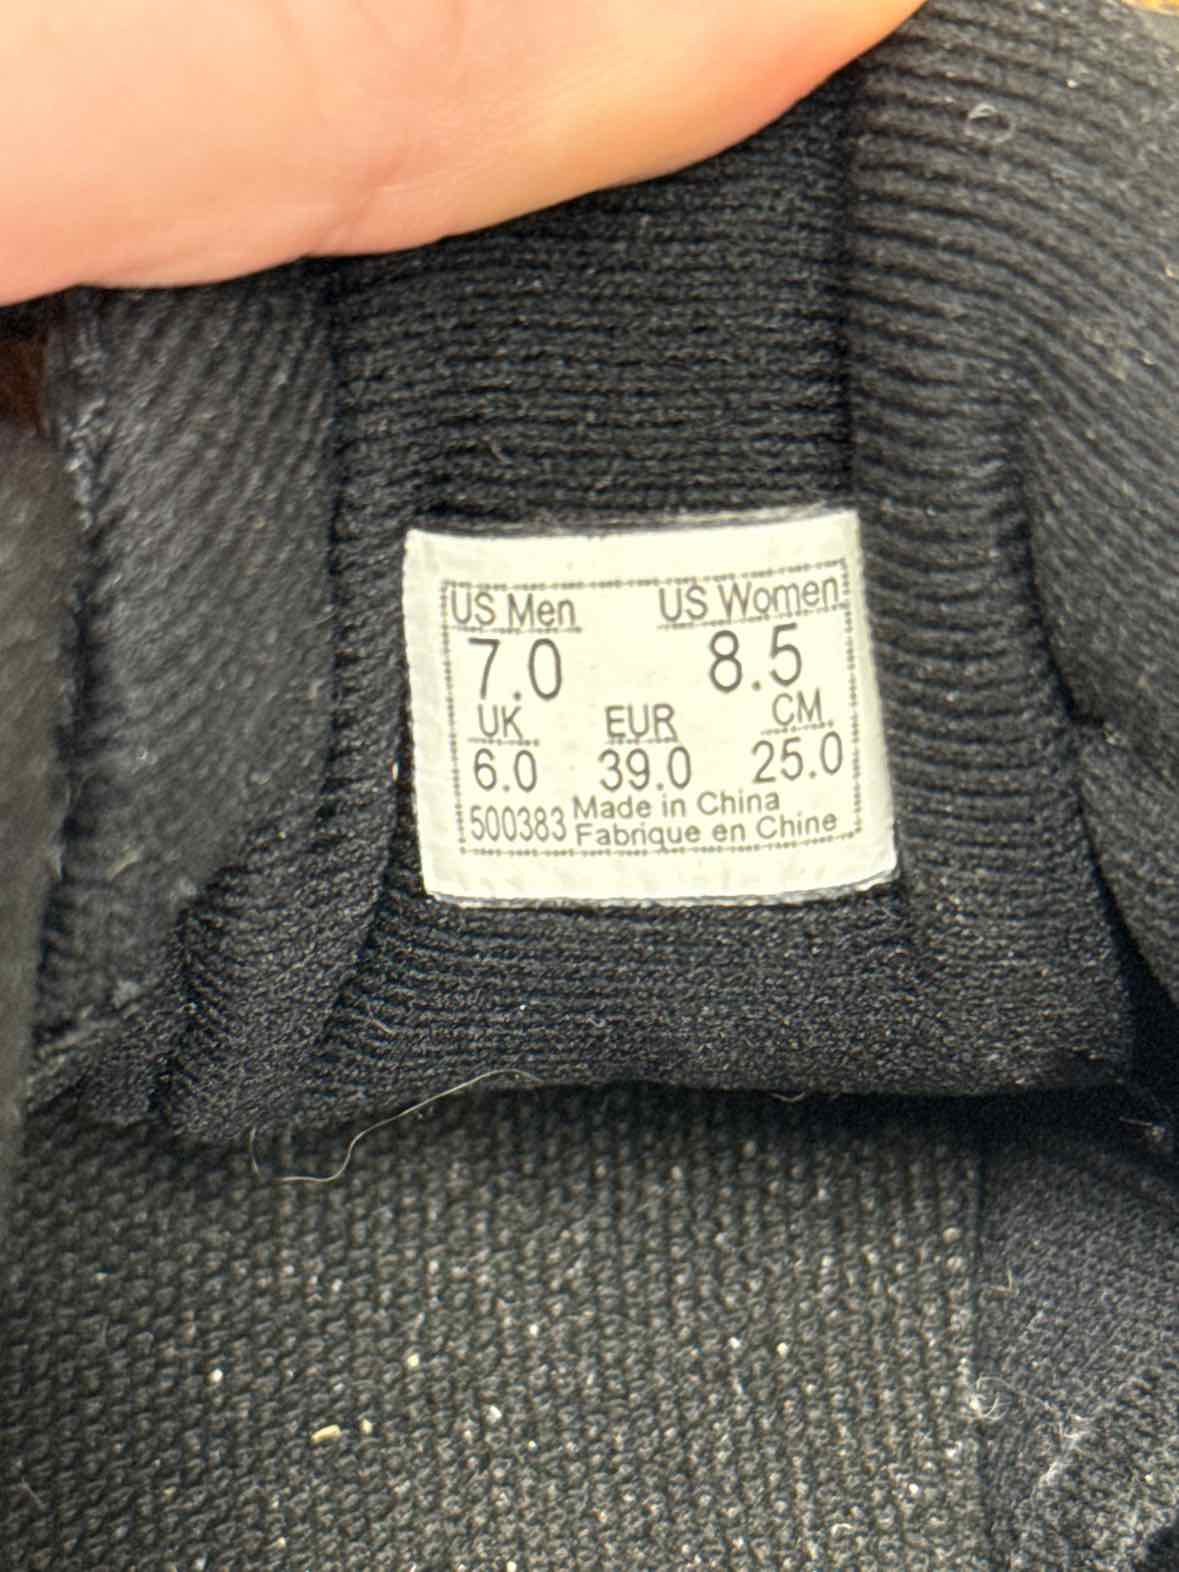 US Men US Women
7.0 8.5
UK EUR CM
6.0 39.0 25.0
500383 Made in China
Fabrique en Chine